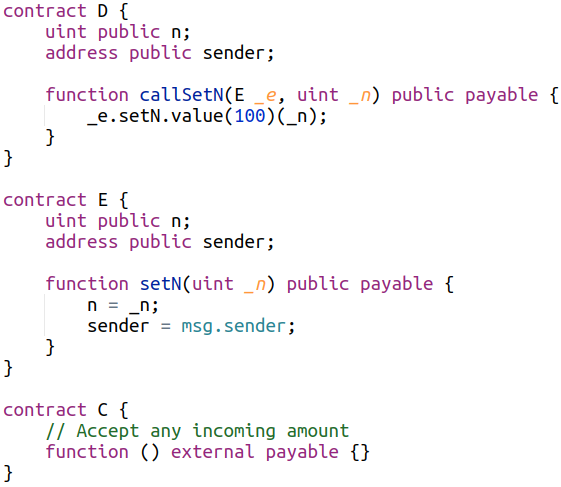 contract D {
    uint public n;
    address public sender;

    function callSetN(E _e, uint _n) public payable {
        _e.setN.value(100)(_n);
    }
}

contract E {
    uint public n;
    address public sender;

    function setN(uint _n) public payable {
        n = _n;
        sender = msg.sender;
    }
}

contract C {
    // Accept any incoming amount
    function () external payable {}
}